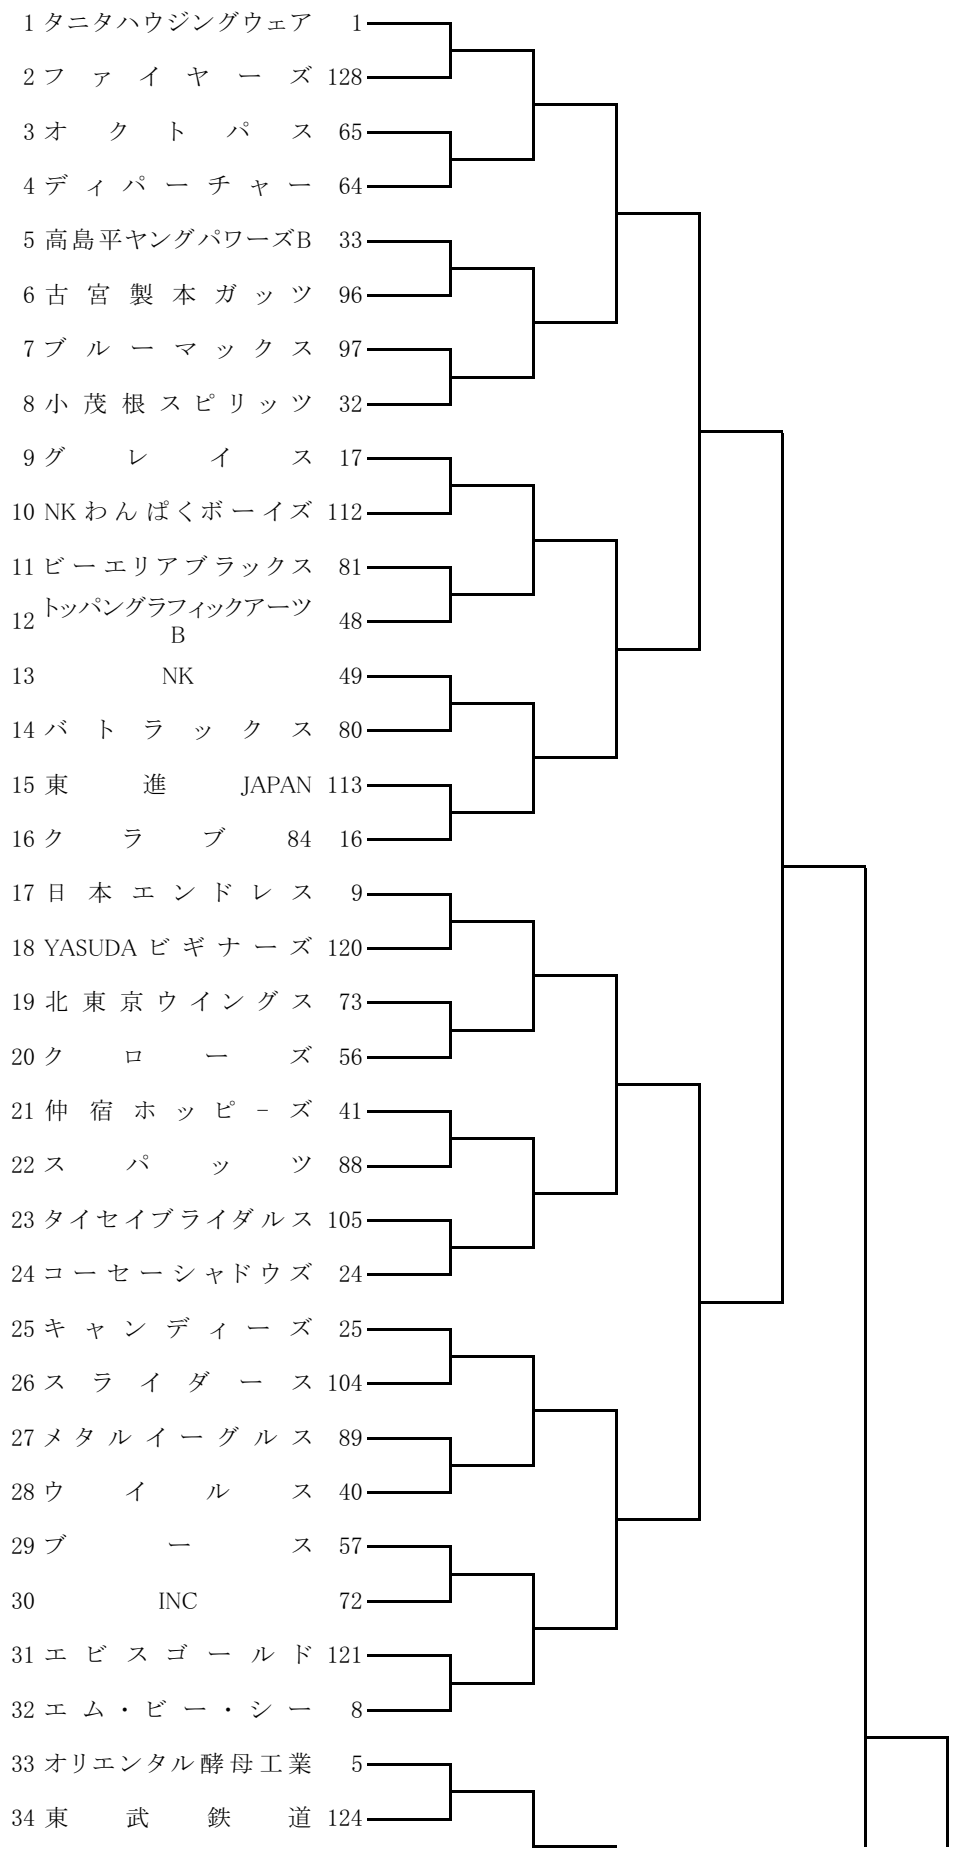 1 タニタハウジングウェア 1
2 ファイヤーズ 128
3 オクトパス 65
4 ディパーチャー 64
5 高島平ヤングパワーズB 33
6 古宮製本ガッツ 96
7 ブルーマックス 97
8 小茂根スピリッツ 32
9 グレイス 17
10 NKわんぱくボーイズ 112
11 ビーエリアブラックス 81
12 トッパングラフィックアーツ 48
B
13 NK 49
14 バトラックス 80
15 東進JAPAN 113
16 クラブ84 16
17 日本エンドレス 9
18 YASUDAビギナーズ 120
19 北東京ウイングス 73
20 クローズ 56
21 仲宿ホッピ-ズ 41
22 スパッツ 88
23 タイセイブライダルス 105
24 コーセーシャドウズ 24
25 キャンディーズ 25
26 スライダース 104
27 メタルイーグルス 89
28 ウイルス 40
29 ブース 57
30 INC 72
31 エビスゴールド 121
32 エム・ビー・シー 8
33 オリエンタル酵母工業 5
34 東武鉄道 124